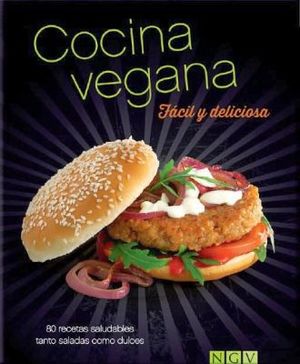 Cocina
vegana
Fácil y deliciosa
80 recetas saludables
tanto saladas como dulces
NGV